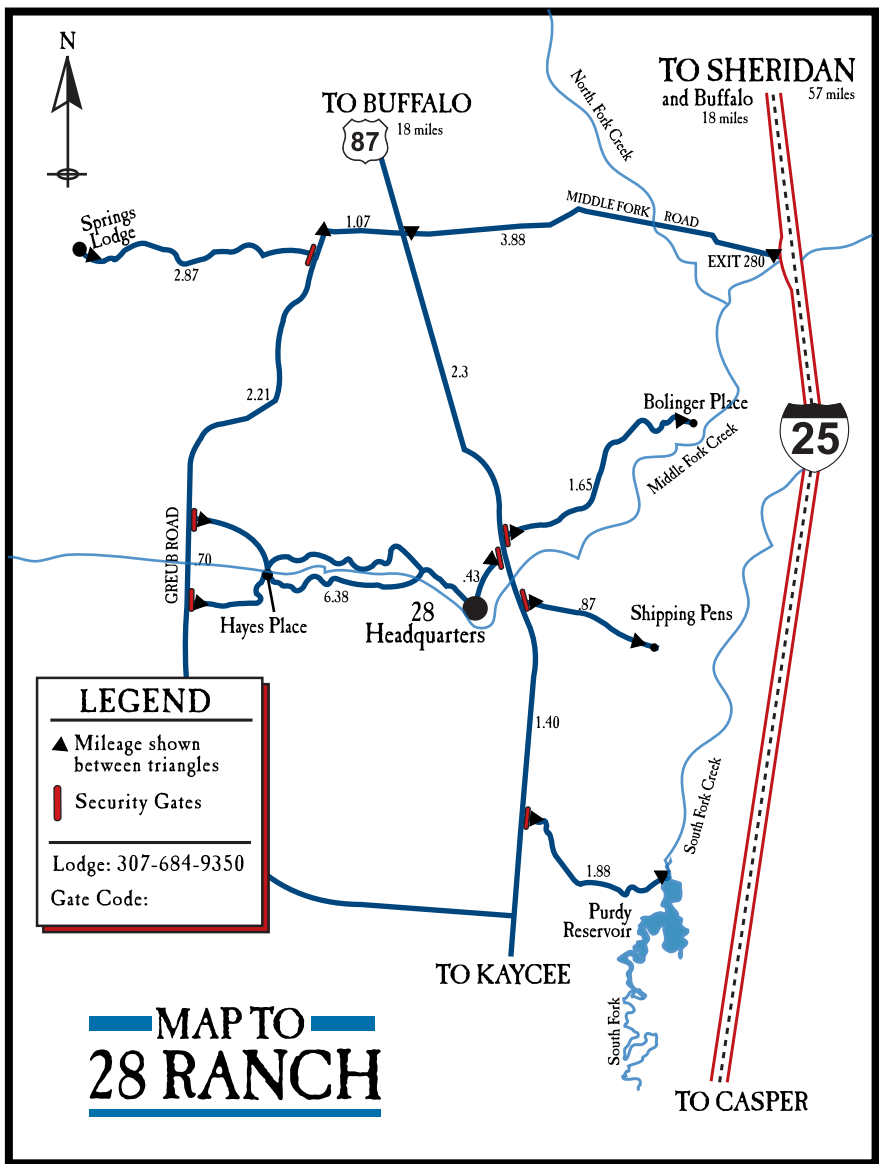 N
TO BUFFALO
18 miles
87
TO SHERIDAN
and Buffalo
18 miles
57 miles
North. Fork Creek
MIDDLE FORK ROAD
Springs
Lodge
2.87
1.07
3.88
EXIT 280
2.3
2.21
Bolinger Place
Middle Fork Creek
25
1.65
GREUB ROAD
.70
.43
6.38
Hayes Place
28
Headquarters
.87
Shipping Pens
1.40
LEGEND
Mileage shown
between triangles
Security Gates
Lodge: 307-684-9350
Gate Code:
South Fork Creek
1.88
Purdy
Reservoir
TO KAYCEE
South Fork
MAP TO
28 RANCH
TO CASPER